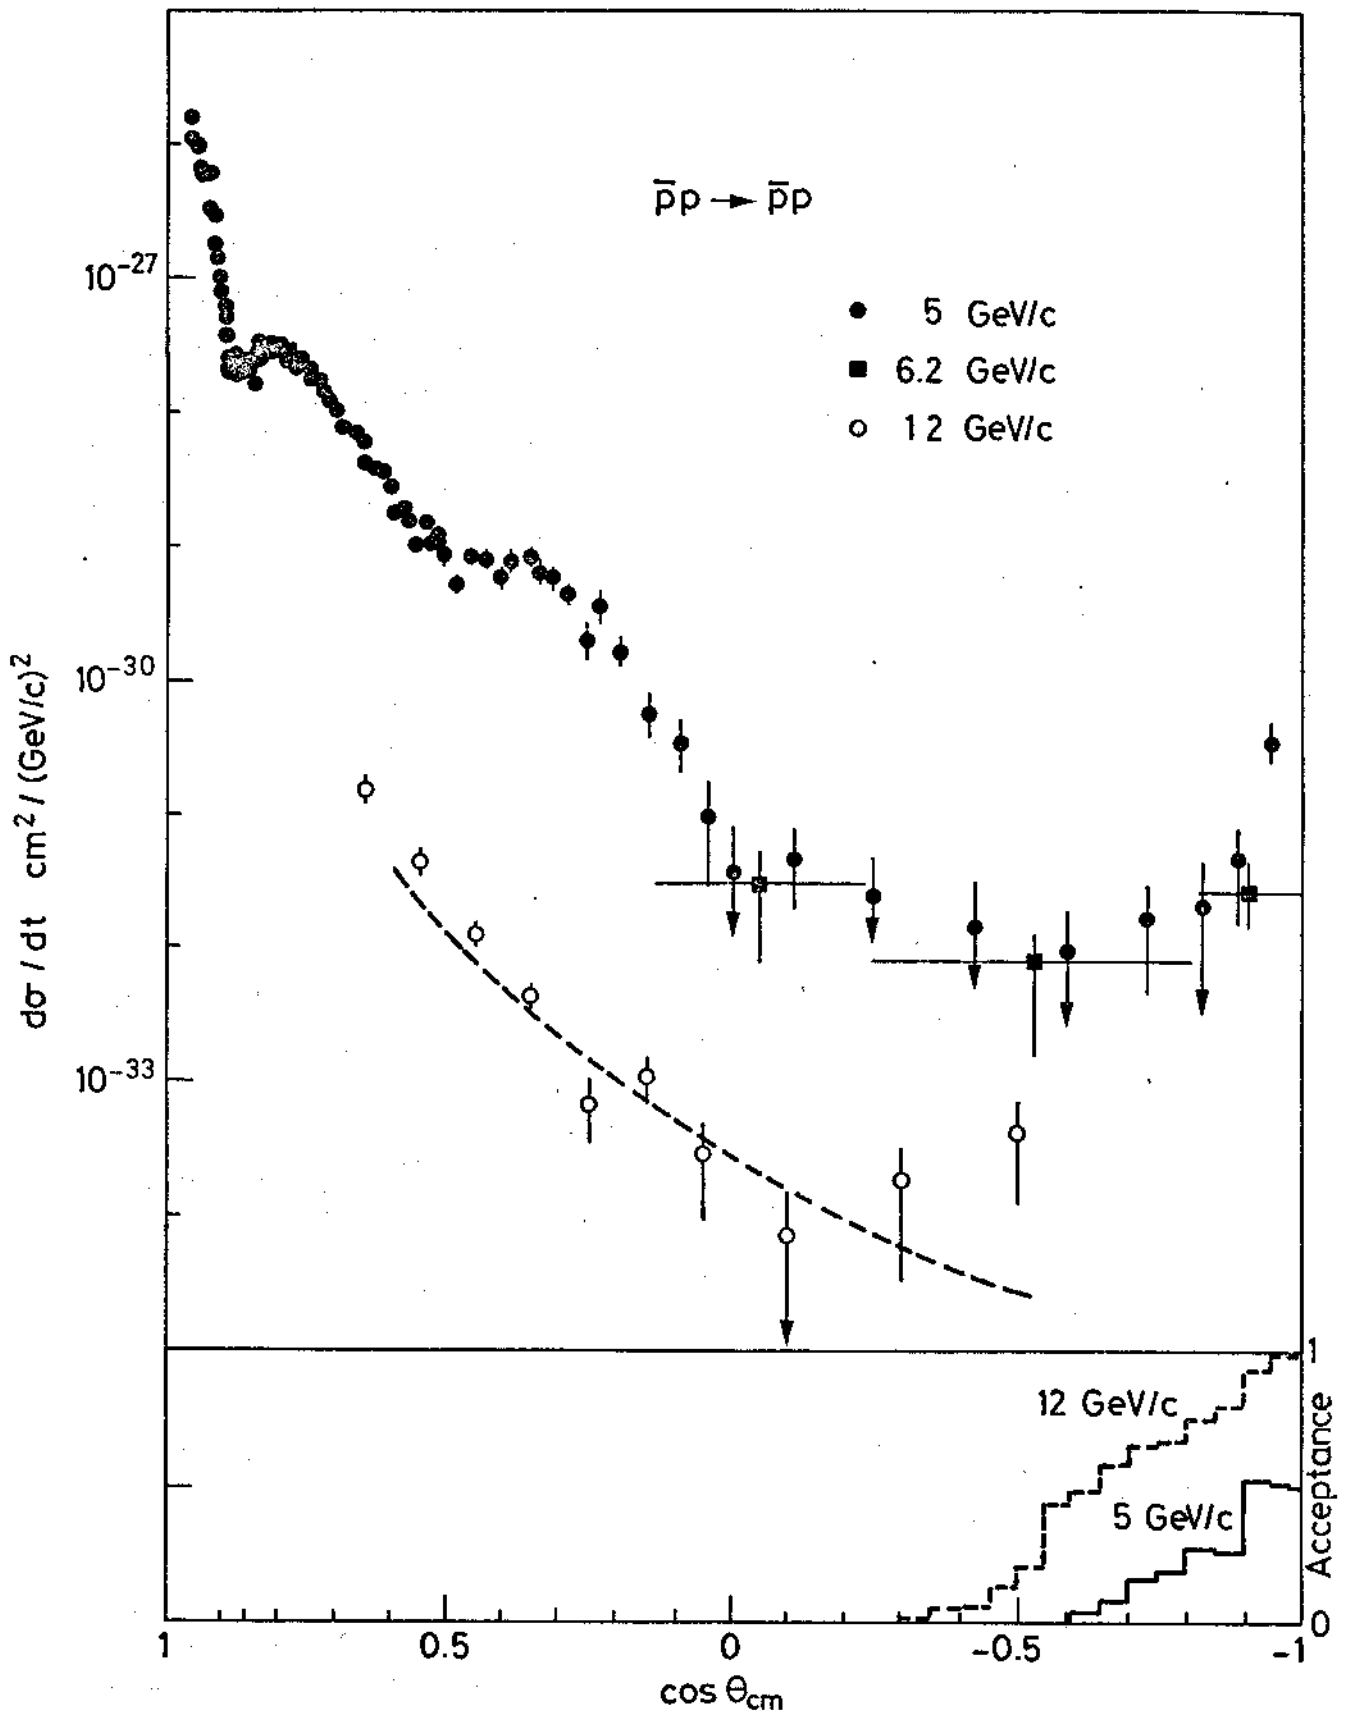 p̄p → p̄p
10⁻²⁷
● 5 GeV/c
■ 6.2 GeV/c
○ 12 GeV/c
10⁻³⁰
dσ/dt cm²/(GeV/c)²
10⁻³³
1
12 GeV/c
5 GeV/c
Acceptance
0
1 0.5 0 -0.5 -1
cos θcm